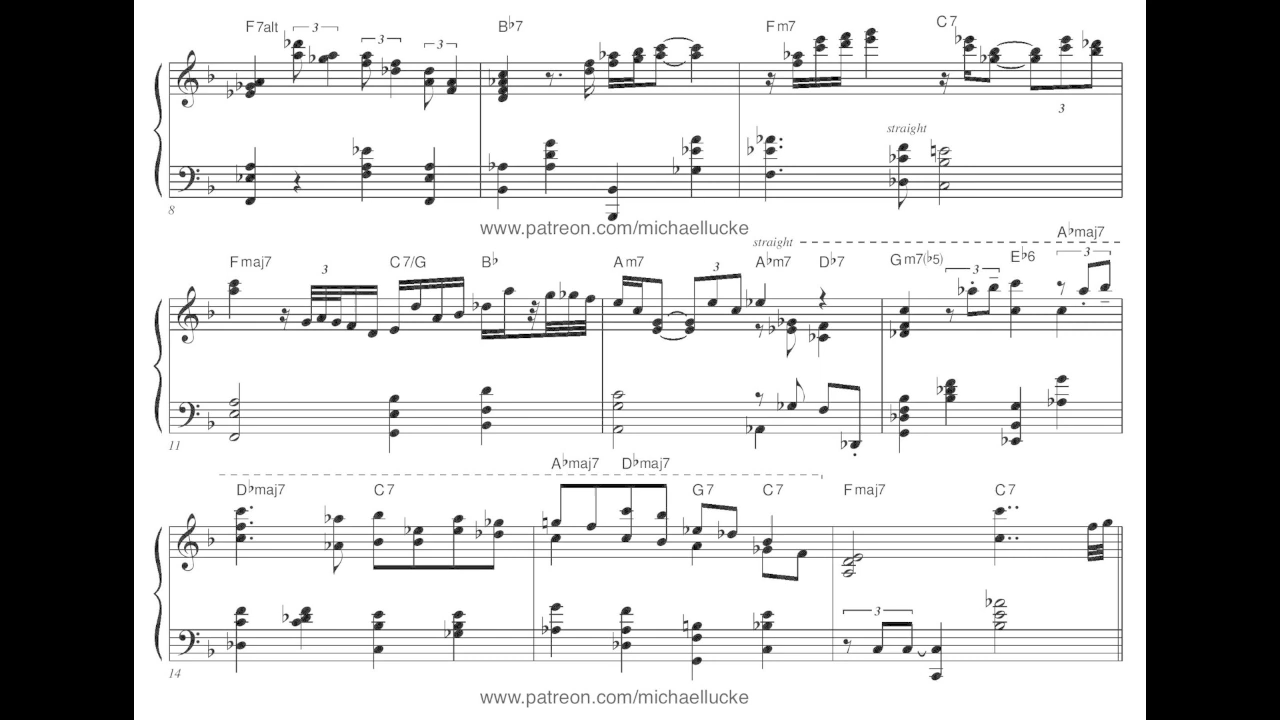 F7alt 3 3 3 B♭7 Fm7 C7
3
straight
8
www.patreon.com/michaellucke
straight A♭maj7
Fmaj7 3 C7/G B♭ Am7 3 A♭m7 D♭7 Gm7(♭5) 3 E♭6 3
11
A♭maj7 D♭maj7
D♭maj7 C7 G7 C7 Fmaj7 C7
3
14
www.patreon.com/michaellucke